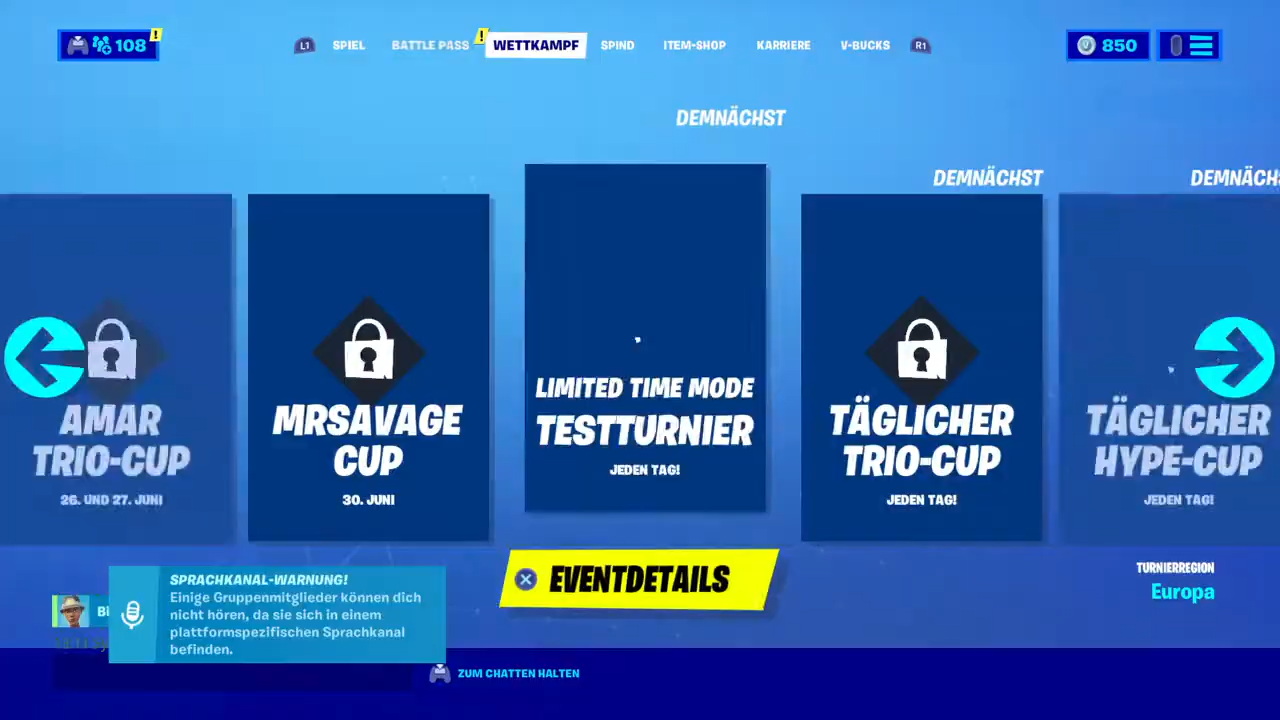 108
L1
SPIEL
BATTLE PASS
WETTKAMPF
SPIND
ITEM-SHOP
KARRIERE
V-BUCKS
R1
850
DEMNÄCHST
DEMNÄCHST
AMAR
TRIO-CUP
26. UND 27. JUNI
MRSAVAGE
CUP
30. JUNI
LIMITED TIME MODE
TESTTURNIER
JEDEN TAG!
TÄGLICHER
TRIO-CUP
JEDEN TAG!
TÄGLICHER
HYPE-CUP
JEDEN TAG!
EVENTDETAILS
TURNIERREGION
Europa
SPRACHKANAL-WARNUNG!
Einige Gruppenmitglieder können dich
nicht hören, da sie sich in einem
plattformspezifischen Sprachkanal
befinden.
ZUM CHATTEN HALTEN